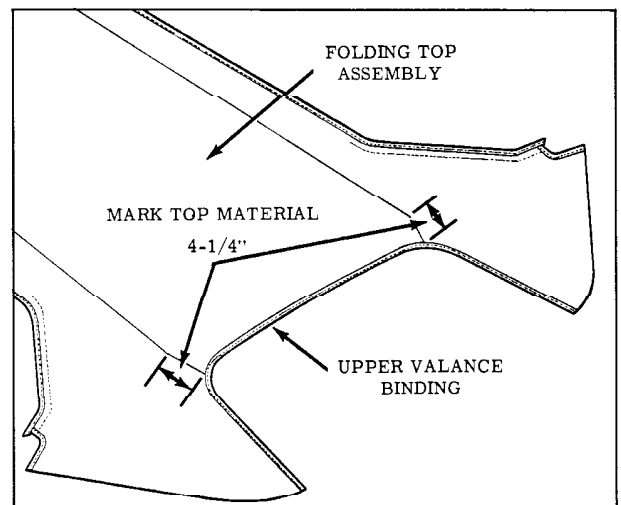 FOLDING TOP
ASSEMBLY
MARK TOP MATERIAL
4-1/4"
UPPER VALANCE
BINDING